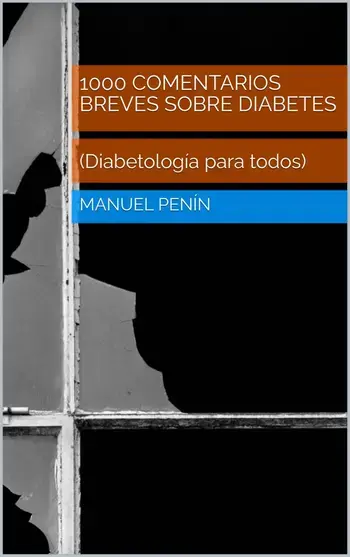 1000 COMENTARIOS
BREVES SOBRE DIABETES
(Diabetología para todos)
MANUEL PENÍN